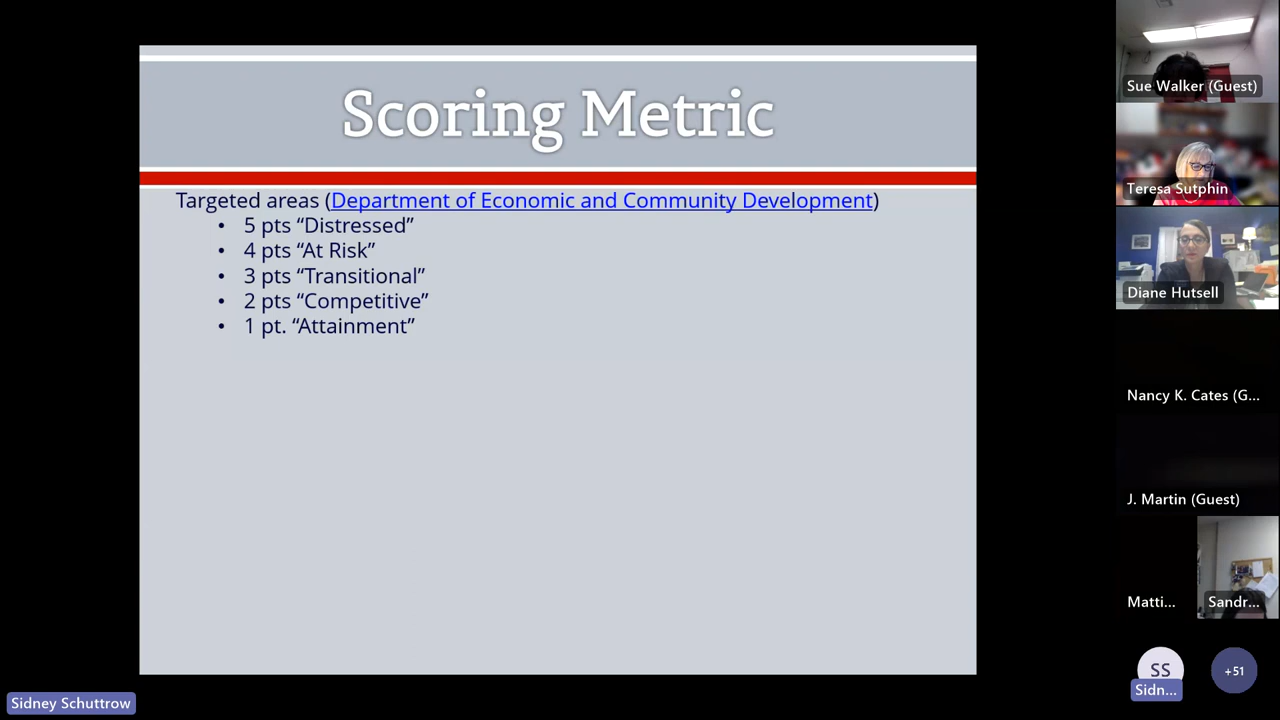 Scoring Metric
Targeted areas (Department of Economic and Community Development)
• 5 pts “Distressed”
• 4 pts “At Risk”
• 3 pts “Transitional”
• 2 pts “Competitive”
• 1 pt. “Attainment”
Sue Walker (Guest)
Teresa Sutphin
Diane Hutsell
Nancy K. Cates (G...
J. Martin (Guest)
Matti...
Sandr...
SS
Sidn...
+51
Sidney Schuttrow